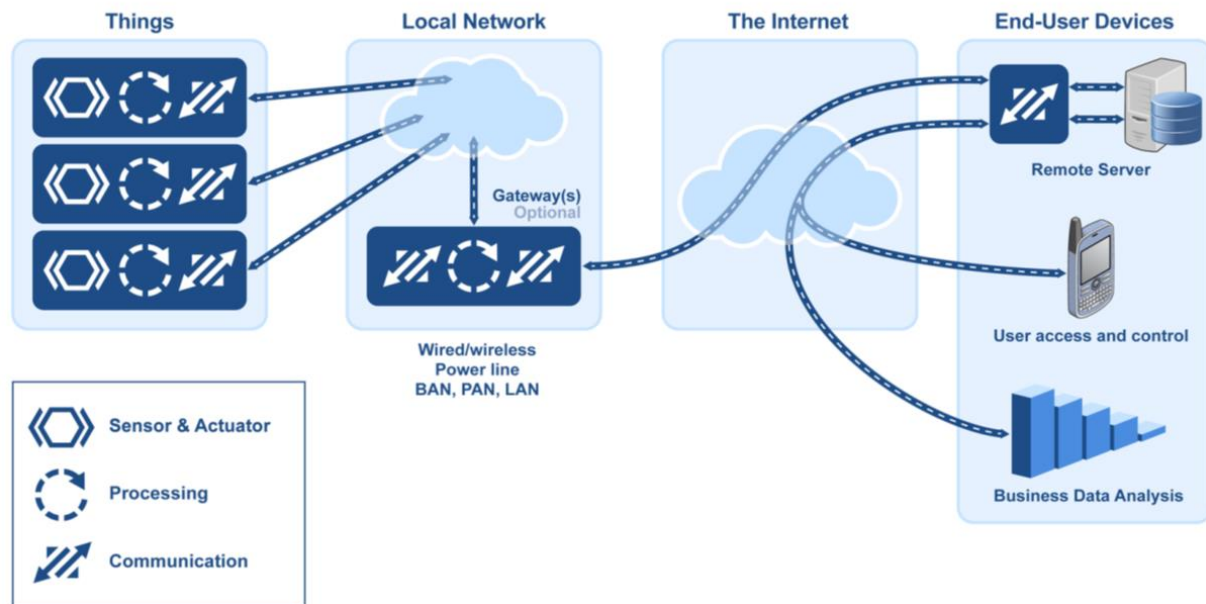 Things
Local Network
The Internet
End-User Devices
Gateway(s)
Optional
Wired/wireless
Power line
BAN, PAN, LAN
Remote Server
User access and control
Business Data Analysis
Sensor & Actuator
Processing
Communication